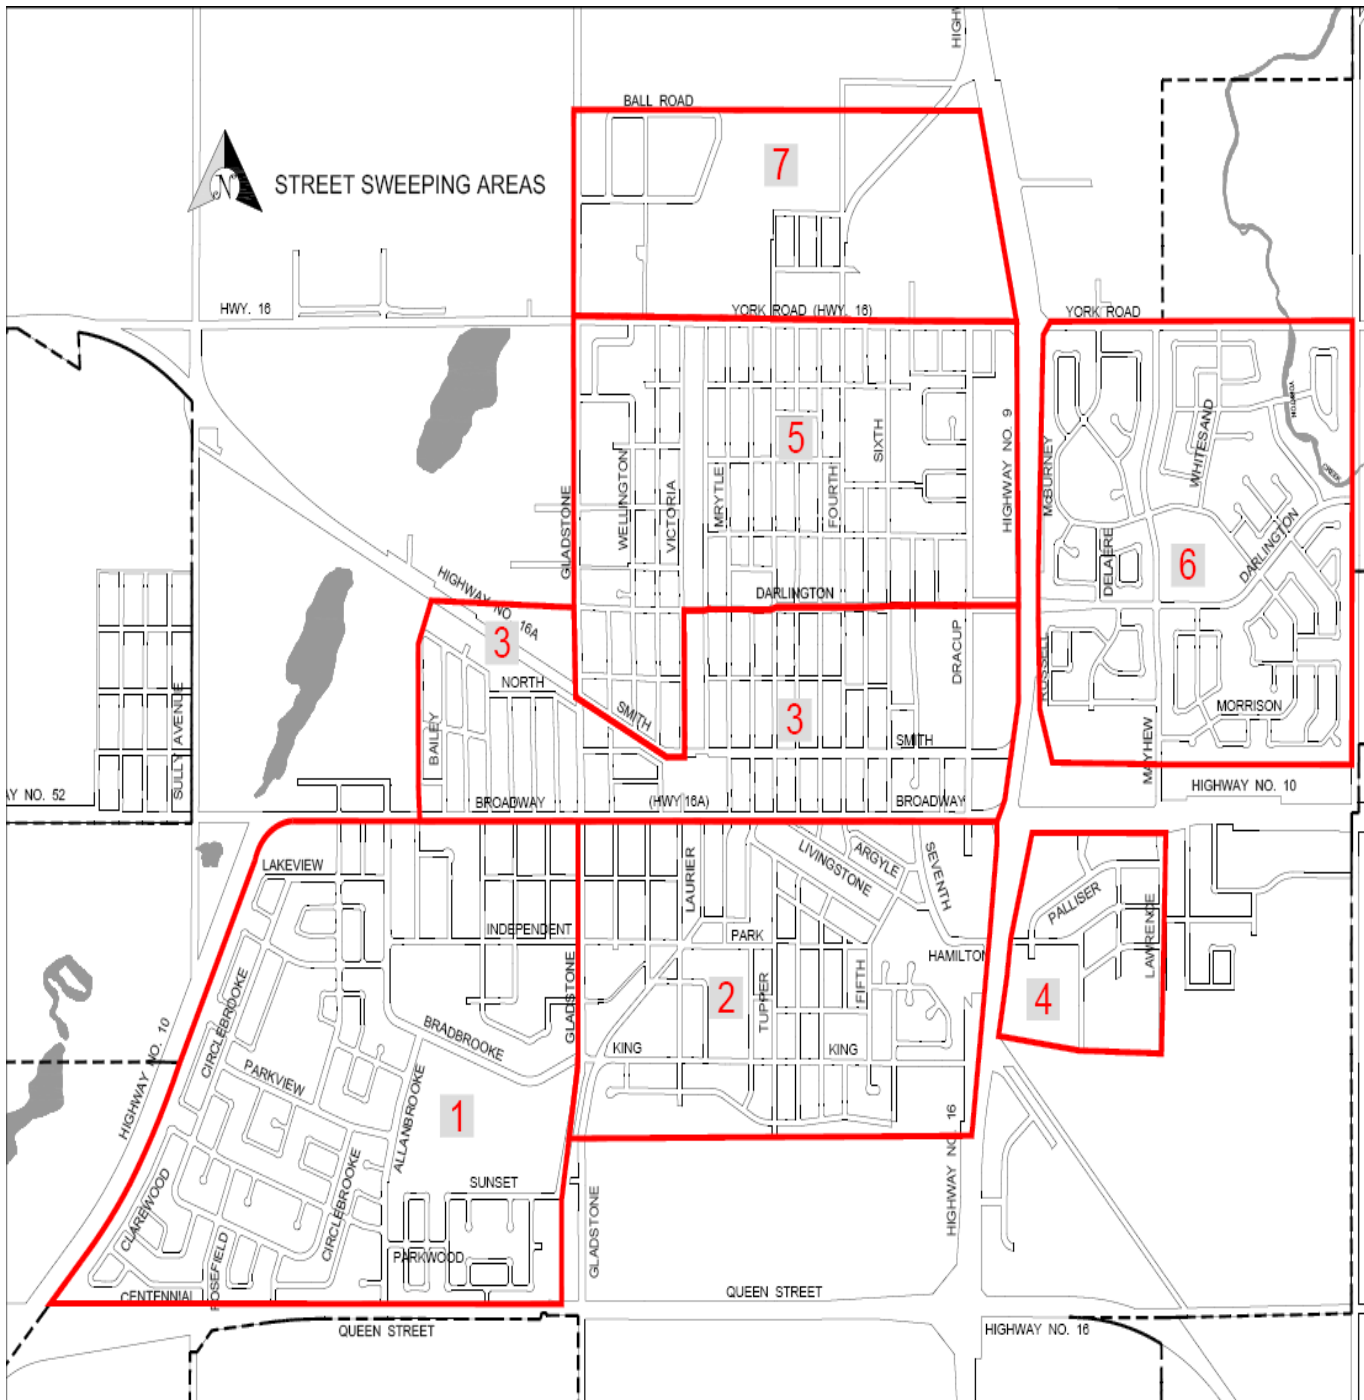 HIGHW
BALL ROAD
7
N
STREET SWEEPING AREAS
HWY. 16
YORK ROAD (HWY. 16)
YORK ROAD
YORKTON
CREEK
WHITESAND
HIGHWAY NO. 9
McBURNEY
SIXTH
5
WELLINGTON
VICTORIA
MRYTLE
FOURTH
GLADSTONE
DARLINGTON
DELAERE
6
HIGHWAY NO. 16A
DARLINGTON
3
NORTH
SMITH
DRACUP
RUSSELL
MORRISON
3
SMITH
BAILEY
SULLY AVENUE
MAYHEW
AY NO. 52
BROADWAY
(HWY 16A)
BROADWAY
HIGHWAY NO. 10
LAKEVIEW
LAURIER
LIVINGSTONE
ARGYLE
SEVENTH
PALLISER
LAWRENCE
INDEPENDENT
PARK
HAMILTON
GLADSTONE
2
TUPPER
FIFTH
4
CIRCLEBROOKE
HIGHWAY NO. 10
BRADBROOKE
KING
KING
PARKVIEW
ALLANBROOKE
1
HIGHWAY NO. 16
SUNSET
CLAREWOOD
CIRCLEBROOKE
ROSEFIELD
PARKWOOD
GLADSTONE
CENTENNIAL
QUEEN STREET
QUEEN STREET
HIGHWAY NO. 16